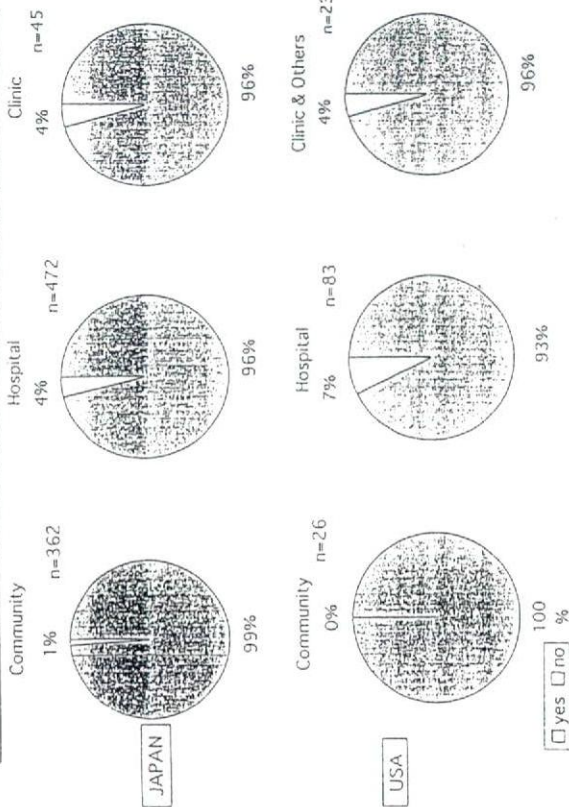 Community
n=362
1%
99%
Hospital
n=472
4%
96%
Clinic
n=45
4%
96%
JAPAN
Community
n=26
0%
100
%
Hospital
n=83
7%
93%
Clinic & Others
4%
96%
USA
yes no